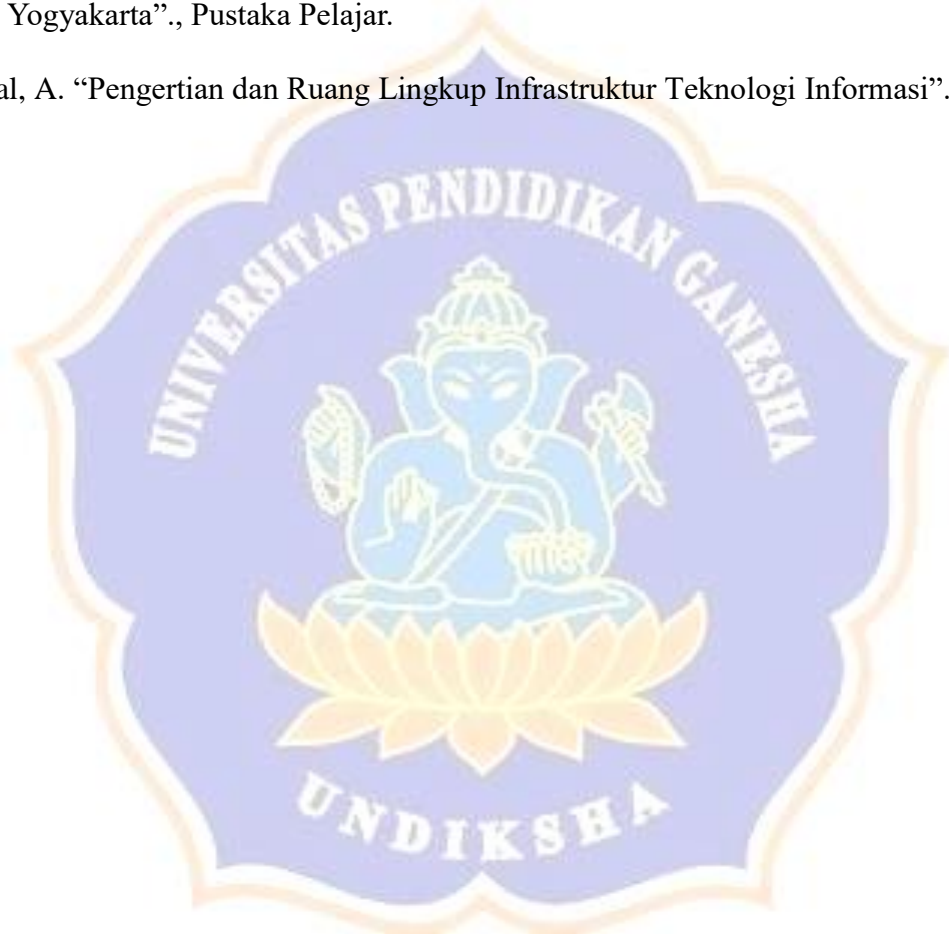 Yogyakarta”., Pustaka Pelajar.
al, A. “Pengertian dan Ruang Lingkup Infrastruktur Teknologi Informasi”.
UNIVERSITAS PENDIDIKAN GANESHA
UNDIKSHA